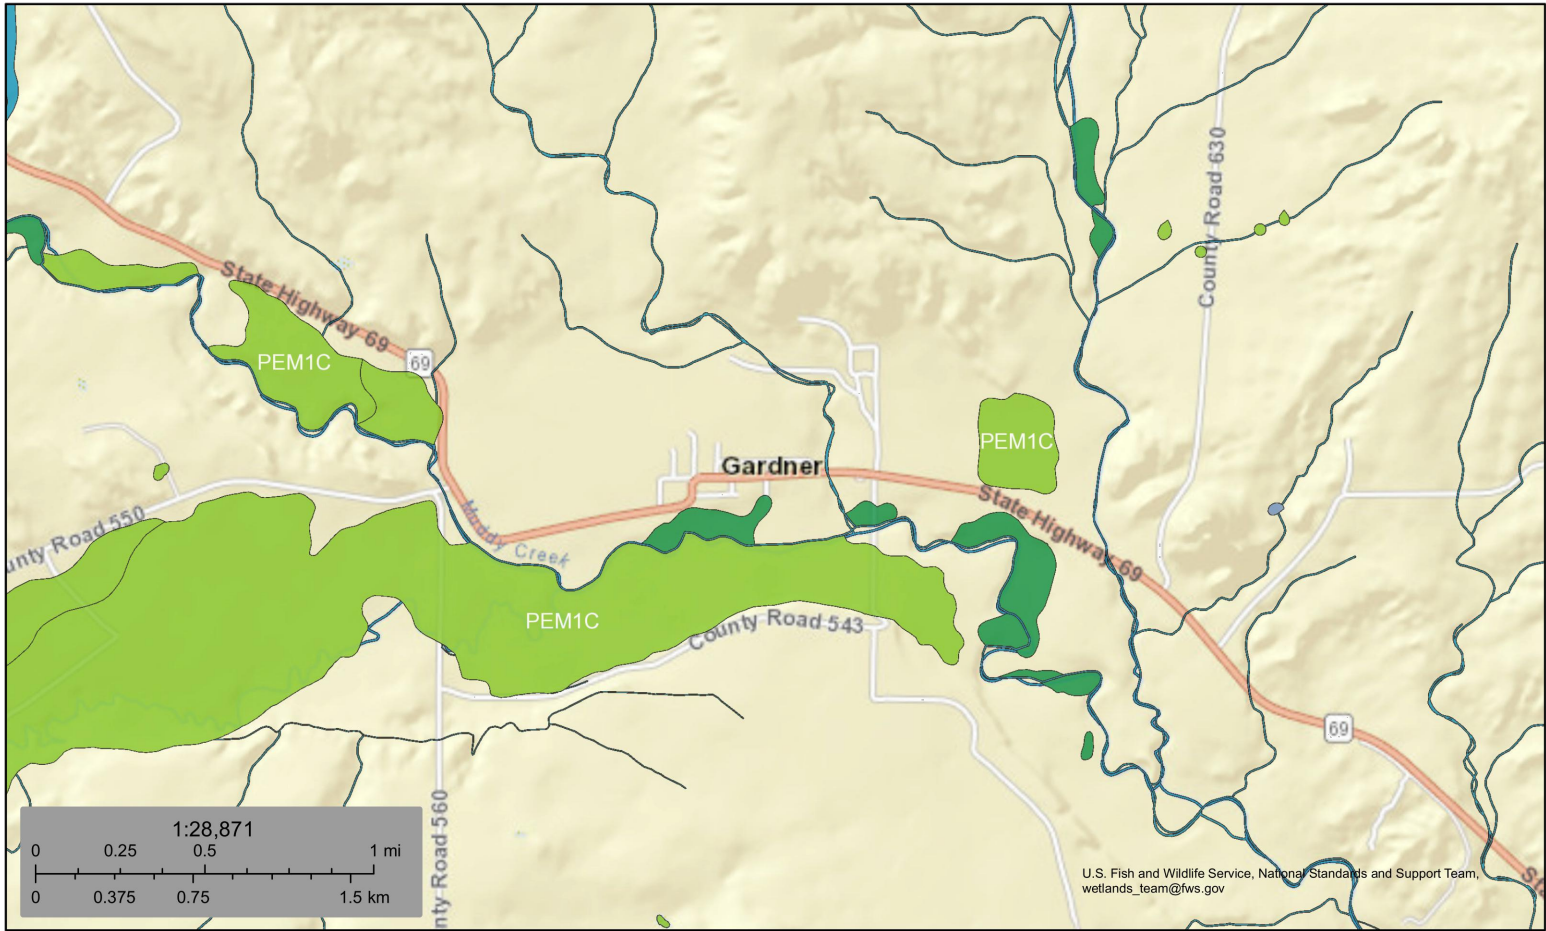 County Road 630
State Highway 69
69
PEM1C
PEM1C
Gardner
State Highway 69
unty Road 550
Muddy Creek
PEM1C
County Road 543
69
nty Road 560
1:28,871
0 0.25 0.5 1 mi
0 0.375 0.75 1.5 km
U.S. Fish and Wildlife Service, National Standards and Support Team,
wetlands_team@fws.gov
Sta